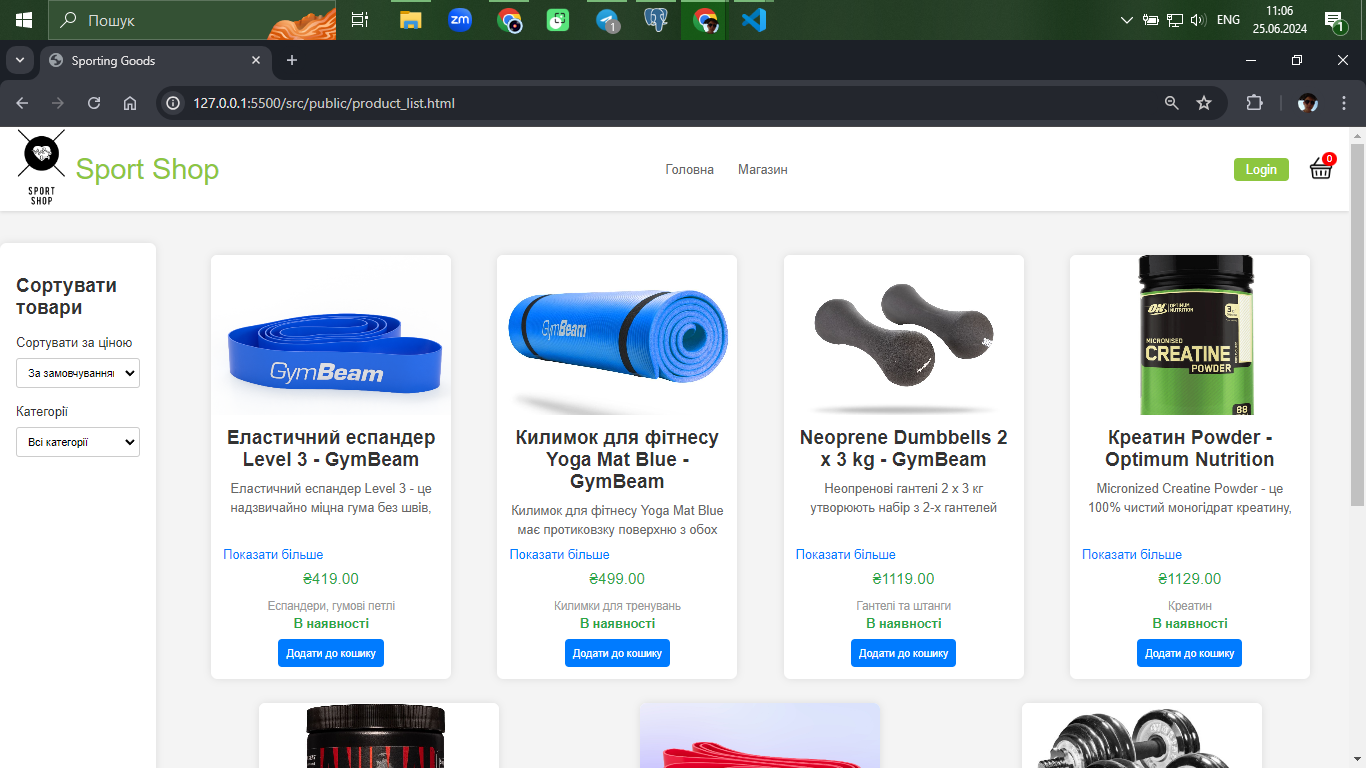 Пошук
1
ENG
11:06
25.06.2024
1
Sporting Goods
127.0.0.1:5500/src/public/product_list.html
SPORT
SHOP
Sport Shop
Головна
Магазин
Login
0
Сортувати
товари
Сортувати за ціною
За замовчуванням
Категорії
Всі категорії
GymBeam
Еластичний еспандер
Level 3 - GymBeam
Еластичний еспандер Level 3 - це
надзвичайно міцна гума без швів,
Показати більше
₴419.00
Еспандери, гумові петлі
В наявності
Додати до кошику
GymBeam
Килимок для фітнесу
Yoga Mat Blue -
GymBeam
Килимок для фітнесу Yoga Mat Blue
має протиковзку поверхню з обох
Показати більше
₴499.00
Килимки для тренувань
В наявності
Додати до кошику
Neoprene Dumbbells 2
x 3 kg - GymBeam
Неопренові гантелі 2 х 3 кг
утворюють набір з 2-х гантелей
Показати більше
₴1119.00
Гантелі та штанги
В наявності
Додати до кошику
ON OPTIMUM
NUTRITION
MICRONISED
CREATINE
POWDER
88
Креатин Powder -
Optimum Nutrition
Micronized Creatine Powder - це
100% чистий моногідрат креатину,
Показати більше
₴1129.00
Креатин
В наявності
Додати до кошику